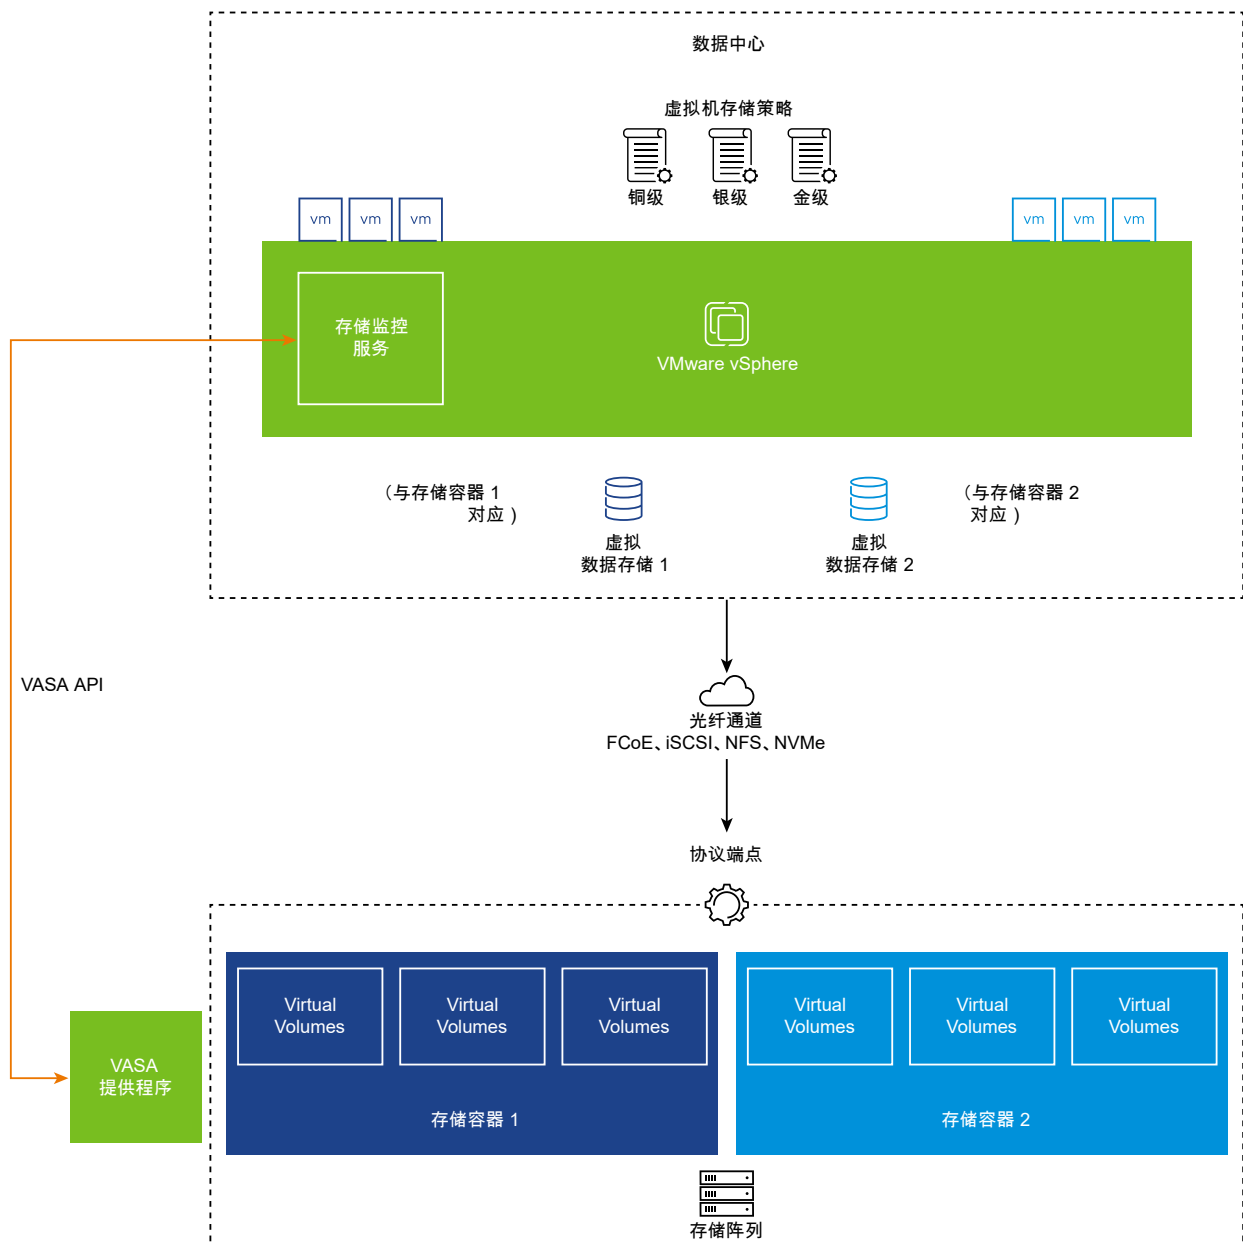 数据中心
虚拟机存储策略
铜级
银级
金级
vm
vm
vm
vm
vm
vm
存储监控
服务
VMware vSphere
（与存储容器 1
对应 )
虚拟
数据存储 1
虚拟
数据存储 2
（与存储容器 2
对应 )
VASA API
光纤通道
FCoE、iSCSI、NFS、NVMe
协议端点
Virtual
Volumes
Virtual
Volumes
Virtual
Volumes
Virtual
Volumes
Virtual
Volumes
Virtual
Volumes
VASA
提供程序
存储容器 1
存储容器 2
存储阵列